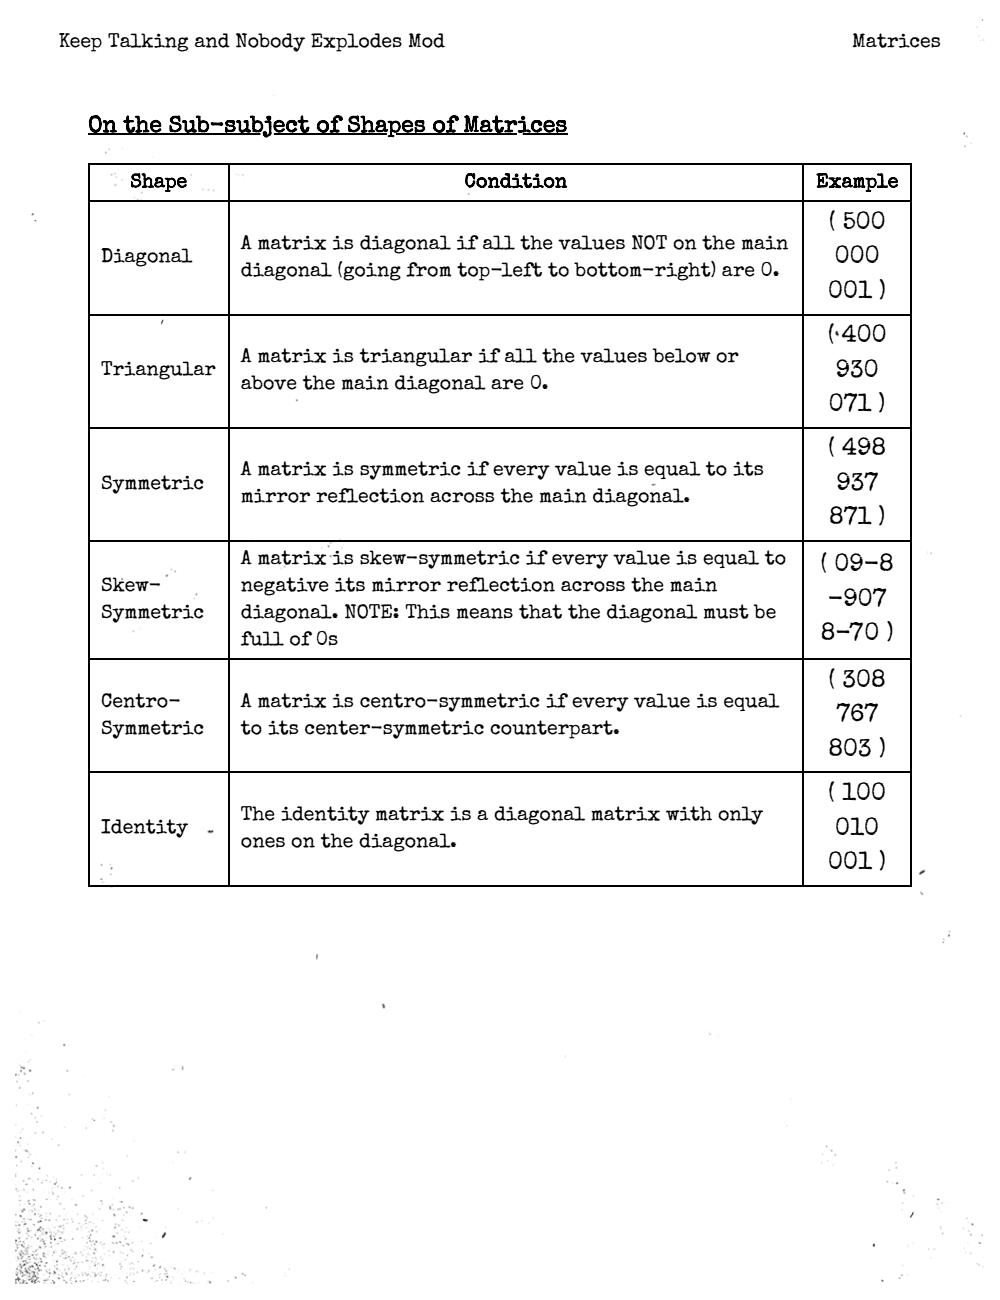 Keep Talking and Nobody Explodes Mod
Matrices
On the Sub-subject of Shapes of Matrices
Shape
Condition
Example
Diagonal
A matrix is diagonal if all the values NOT on the main
diagonal (going from top-left to bottom-right) are 0.
( 500
000
001 )
Triangular
A matrix is triangular if all the values below or
above the main diagonal are 0.
( 400
930
071 )
Symmetric
A matrix is symmetric if every value is equal to its
mirror reflection across the main diagonal.
( 498
937
871 )
Skew-
Symmetric
A matrix is skew-symmetric if every value is equal to
negative its mirror reflection across the main
diagonal. NOTE: This means that the diagonal must be
full of 0s
( 09-8
-907
8-70 )
Centro-
Symmetric
A matrix is centro-symmetric if every value is equal
to its center-symmetric counterpart.
( 308
767
803 )
Identity
The identity matrix is a diagonal matrix with only
ones on the diagonal.
( 100
010
001 )